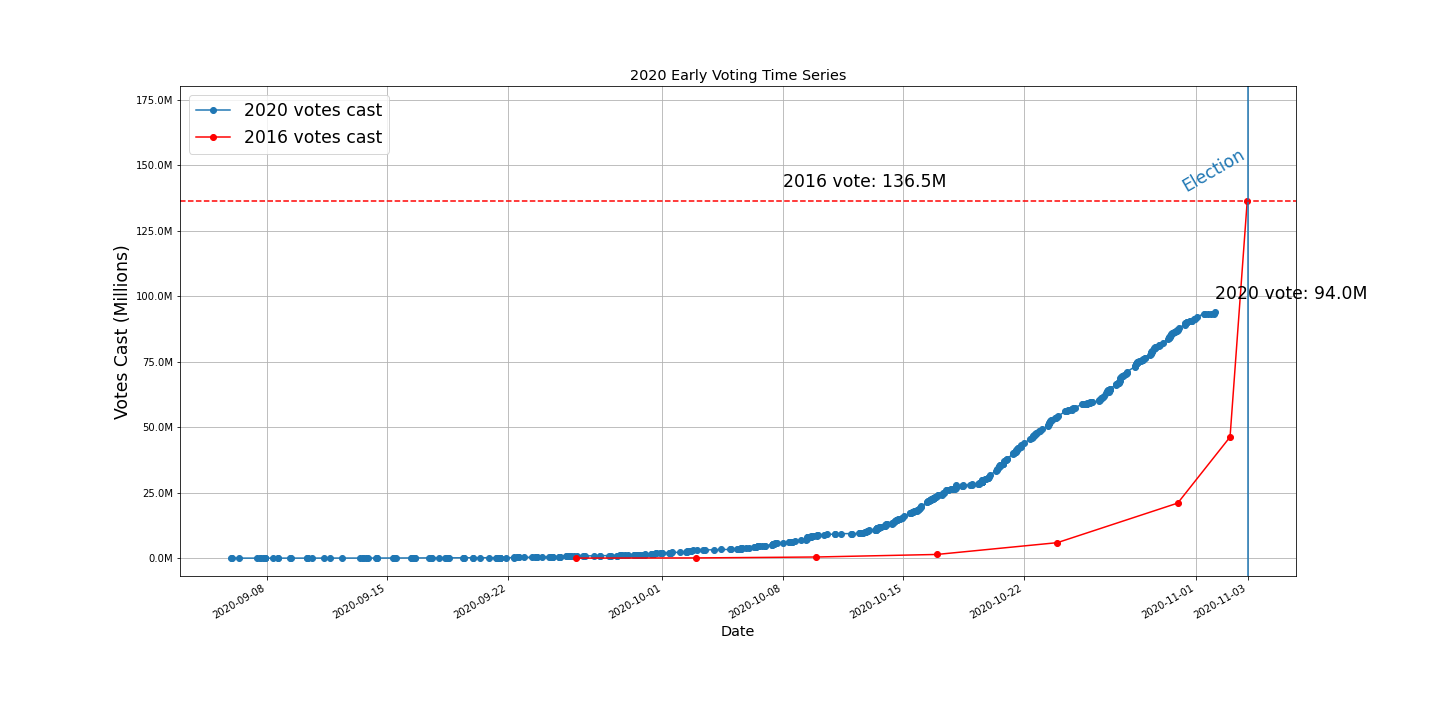 2020 Early Voting Time Series
2020 votes cast
2016 votes cast
175.0M
150.0M
125.0M
100.0M
75.0M
50.0M
25.0M
0.0M
Votes Cast (Millions)
2016 vote: 136.5M
Election
2020 vote: 94.0M
2020-09-08
2020-09-15
2020-09-22
2020-10-01
2020-10-08
2020-10-15
2020-10-22
2020-11-01
2020-11-03
Date